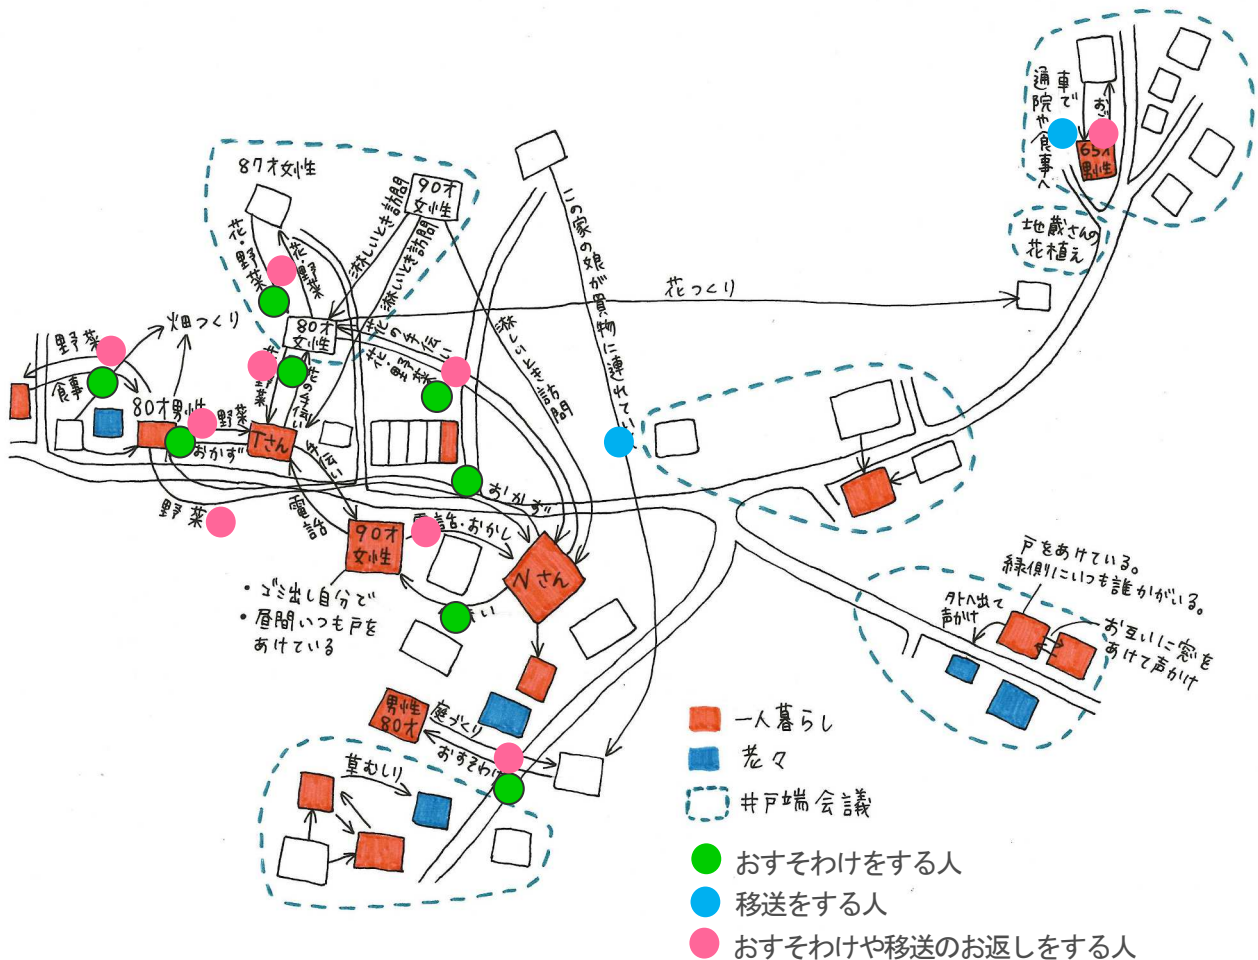 車で
通院や食事へ
65才
男性
地蔵さんの
花植え
87才女性
90才
女性
淋しいとき訪問
淋しいとき訪問
淋しいとき訪問
この家の娘が買物に連れていく
花・野菜
花・野菜
花つくり
80才
女性
花の手伝い
花・野菜
野菜
畑つくり
食事
80才男性
野菜
おかず
Tさん
花の手伝い
野菜
手伝い
電話
野菜
おかず
90才
女性
電話・おかし
Nさん
・ゴミ出し自分で
・昼間いつも戸を
あけている
戸をあけている。
縁側にいつも誰かがいる。
外へ出て
声かけ
お互いに窓を
あけて声かけ
男性
80才
庭づくり
おすそわけ
草むしり
一人暮らし
老々
井戸端会議
おすそわけをする人
移送をする人
おすそわけや移送のお返しをする人